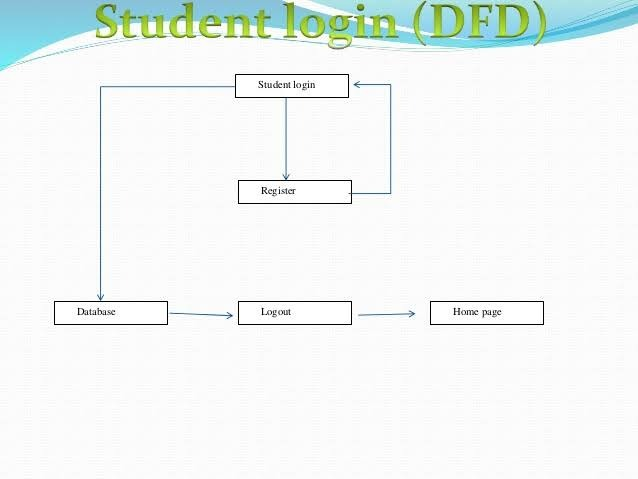 Student login (DFD)
Student login
Register
Database
Logout
Home page